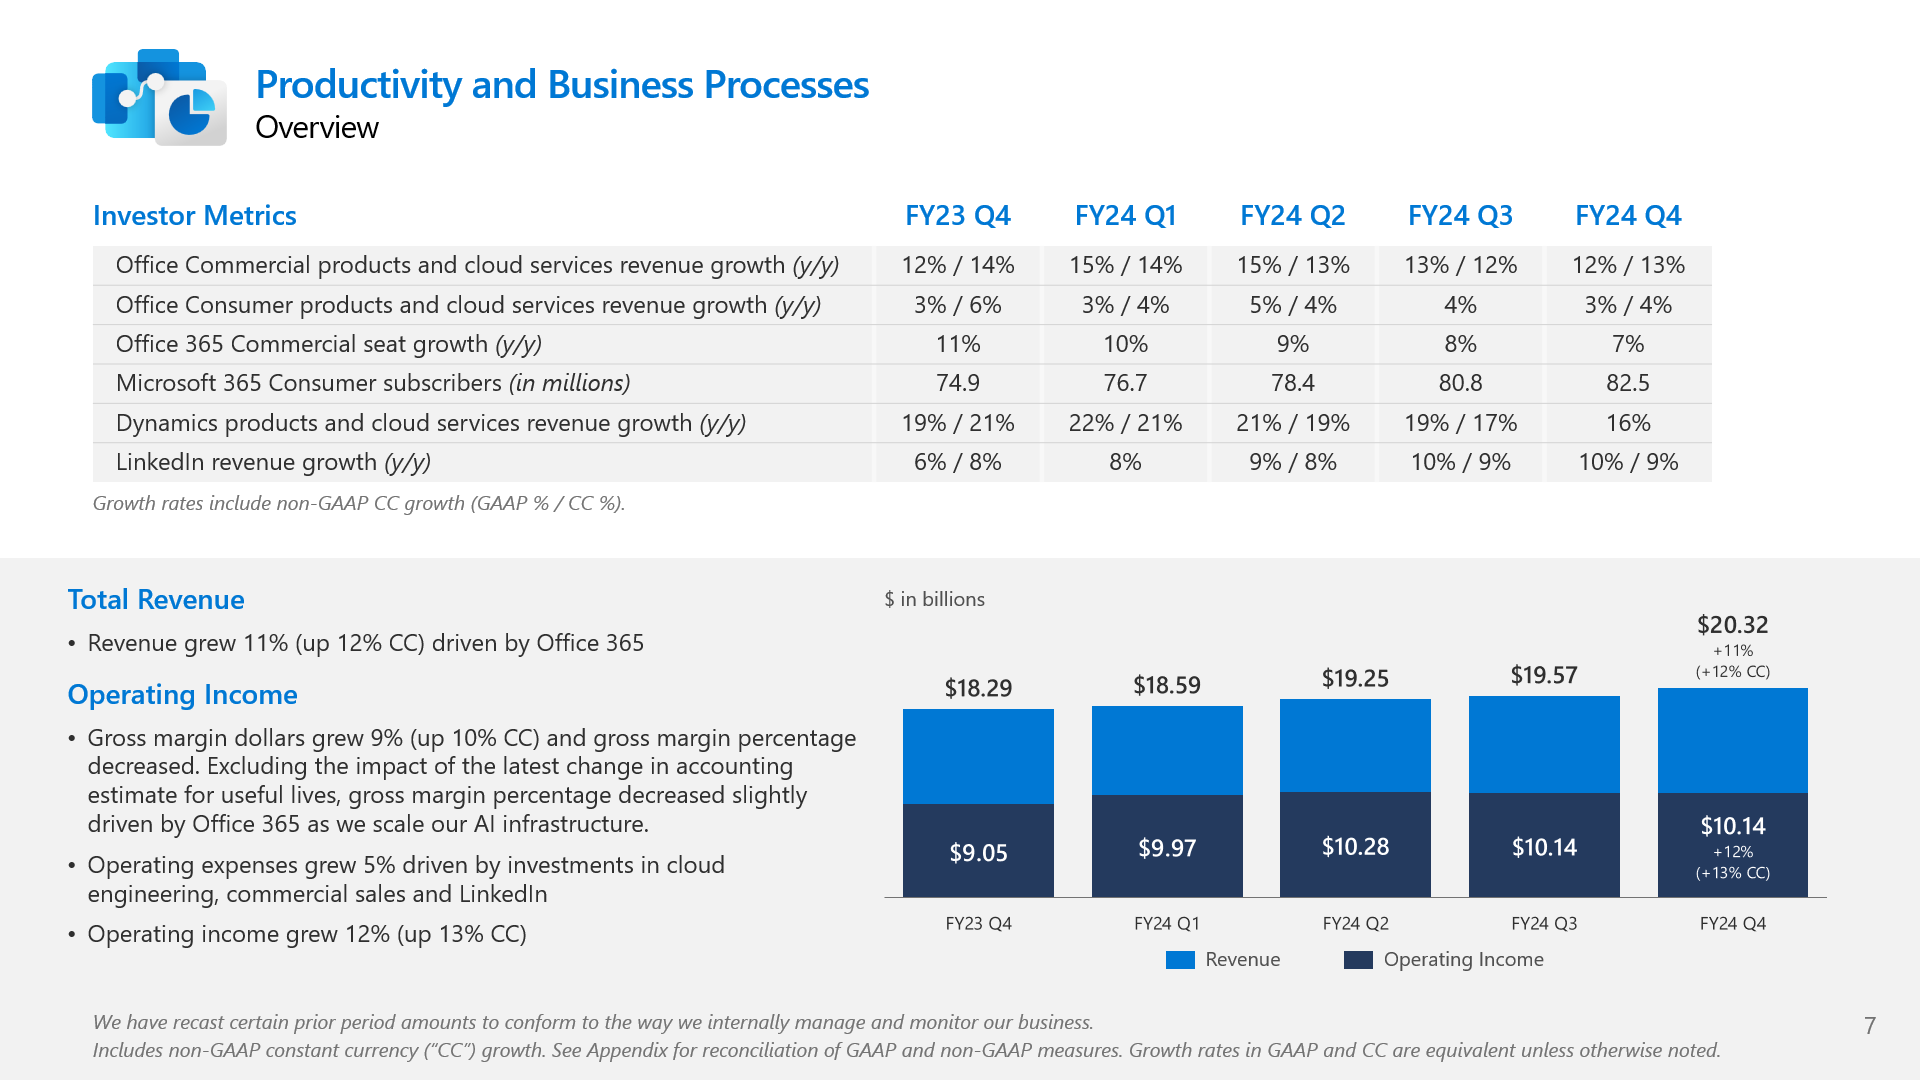 Productivity and Business Processes
Overview
Investor Metrics FY23 Q4 FY24 Q1 FY24 Q2 FY24 Q3 FY24 Q4
Office Commercial products and cloud services revenue growth (y/y) 12% / 14% 15% / 14% 15% / 13% 13% / 12% 12% / 13%
Office Consumer products and cloud services revenue growth (y/y) 3% / 6% 3% / 4% 5% / 4% 4% 3% / 4%
Office 365 Commercial seat growth (y/y) 11% 10% 9% 8% 7%
Microsoft 365 Consumer subscribers (in millions) 74.9 76.7 78.4 80.8 82.5
Dynamics products and cloud services revenue growth (y/y) 19% / 21% 22% / 21% 21% / 19% 19% / 17% 16%
LinkedIn revenue growth (y/y) 6% / 8% 8% 9% / 8% 10% / 9% 10% / 9%
Growth rates include non-GAAP CC growth (GAAP % / CC %).
Total Revenue
• Revenue grew 11% (up 12% CC) driven by Office 365
Operating Income
• Gross margin dollars grew 9% (up 10% CC) and gross margin percentage
decreased. Excluding the impact of the latest change in accounting
estimate for useful lives, gross margin percentage decreased slightly
driven by Office 365 as we scale our AI infrastructure.
• Operating expenses grew 5% driven by investments in cloud
engineering, commercial sales and LinkedIn
• Operating income grew 12% (up 13% CC)
$ in billions
$18.29 $18.59 $19.25 $19.57 $20.32
+11%
(+12% CC)
$9.05 $9.97 $10.28 $10.14 $10.14
+12%
(+13% CC)
FY23 Q4 FY24 Q1 FY24 Q2 FY24 Q3 FY24 Q4
Revenue Operating Income
We have recast certain prior period amounts to conform to the way we internally manage and monitor our business.
Includes non-GAAP constant currency (“CC”) growth. See Appendix for reconciliation of GAAP and non-GAAP measures. Growth rates in GAAP and CC are equivalent unless otherwise noted.
7